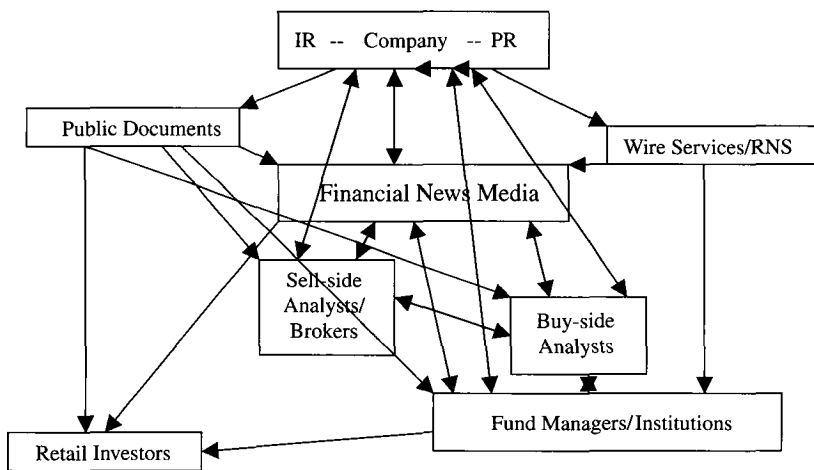 IR -- Company -- PR
Public Documents
Wire Services/RNS
Financial News Media
Sell-side
Analysts/
Brokers
Buy-side
Analysts
Fund Managers/Institutions
Retail Investors